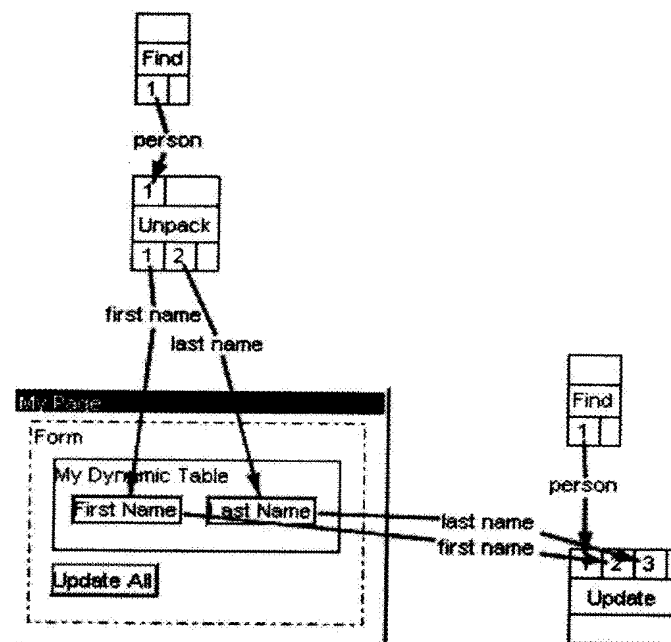 Find
1
person
1
Unpack
1 2
first name
last name
My Page
Form
My Dynamic Table
First Name Last Name
Update All
Find
1
person
last name
first name
1 2 3
Update